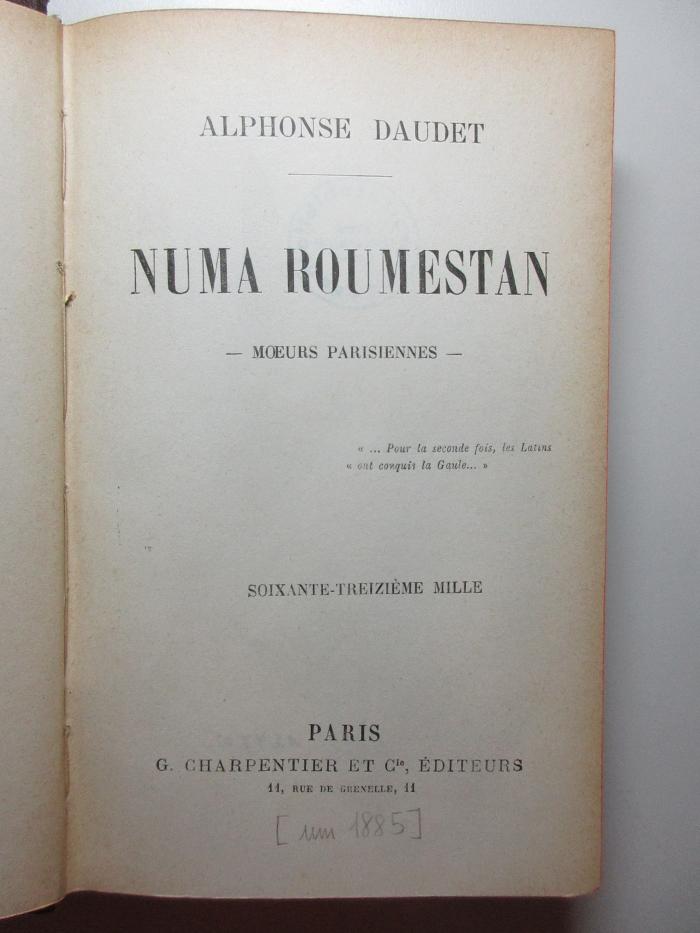 ALPHONSE DAUDET
NUMA ROUMESTAN
— MŒURS PARISIENNES —
« ... Pour la seconde fois, les Latins
« ont conquis la Gaule... »
SOIXANTE-TREIZIÈME MILLE
PARIS
G. CHARPENTIER ET Cie, ÉDITEURS
11, RUE DE GRENELLE, 11
[um 1885]